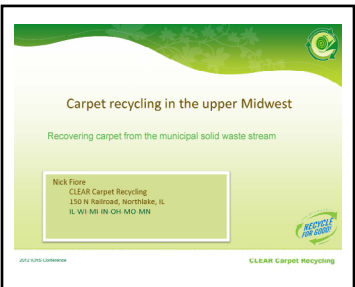 Carpet recycling in the upper Midwest
Recovering carpet from the municipal solid waste stream
Nick Fiore
CLEAR Carpet Recycling
150 N Railroad, Northlake, IL
IL-WI-MI-IN-OH-MO-MN
RECYCLE
FOR GOOD!
CLEAR Carpet Recycling